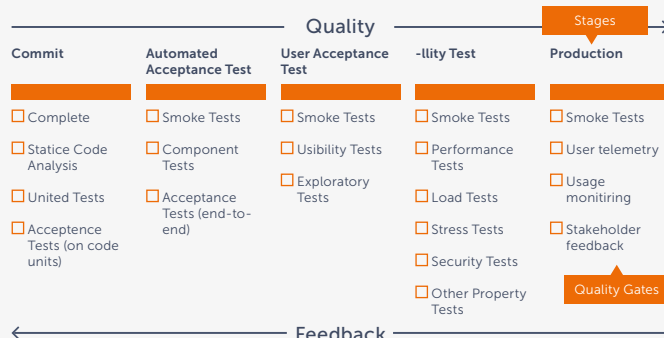 Quality
Stages
Commit
Automated
Acceptance Test
User Acceptance
Test
-llity Test
Production
Complete
Statice Code
Analysis
United Tests
Acceptence
Tests (on code
units)
Smoke Tests
Component
Tests
Acceptance
Tests (end-to-
end)
Smoke Tests
Usibility Tests
Exploratory
Tests
Smoke Tests
Performance
Tests
Load Tests
Stress Tests
Security Tests
Other Property
Tests
Smoke Tests
User telemetry
Usage
monitiring
Stakeholder
feedback
Quality Gates
Feedback